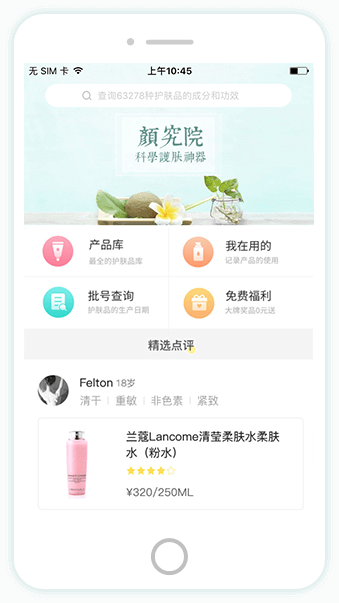 无 SIM 卡
上午10:45
查询63278种护肤品的成分和功效
顏究院
科學護肤神器
产品库
最全的护肤品库
我在用的
记录产品的使用
批号查询
护肤品的生产日期
免费福利
大牌奖品0元送
精选点评
Felton 18岁
清干 | 重敏 | 非色素 | 紧致
兰蔻Lancome清莹柔肤水柔肤
水（粉水）
¥320/250ML